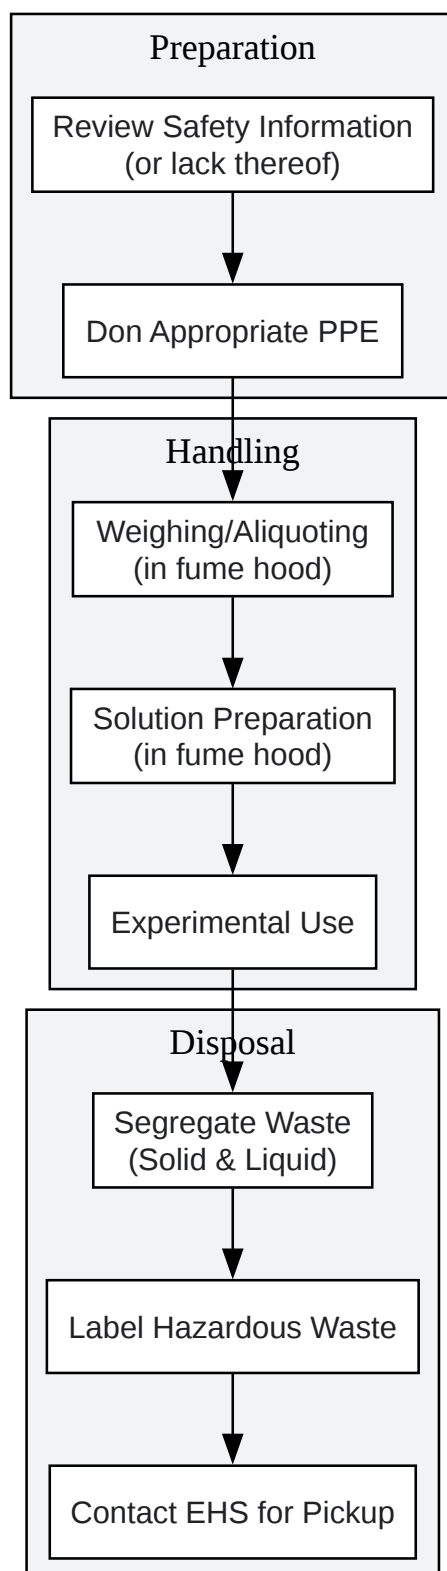 Preparation
Review Safety Information
(or lack thereof)
Don Appropriate PPE
Handling
Weighing/Aliquoting
(in fume hood)
Solution Preparation
(in fume hood)
Experimental Use
Disposal
Segregate Waste
(Solid & Liquid)
Label Hazardous Waste
Contact EHS for Pickup